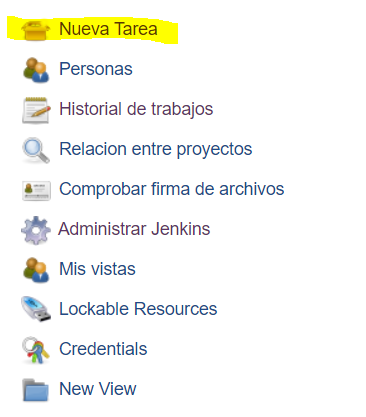 Nueva Tarea
Personas
Historial de trabajos
Relacion entre proyectos
Comprobar firma de archivos
Administrar Jenkins
Mis vistas
Lockable Resources
Credentials
New View